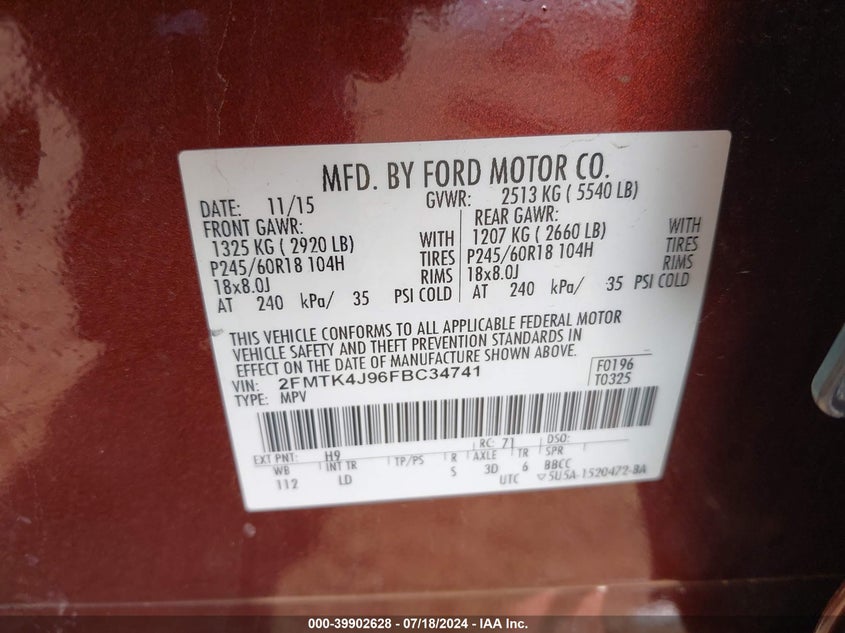 MFD. BY FORD MOTOR CO.
DATE: 11/15 GVWR: 2513 KG ( 5540 LB)
FRONT GAWR: REAR GAWR:
1325 KG ( 2920 LB) WITH 1207 KG ( 2660 LB) WITH
P245/60R18 104H TIRES P245/60R18 104H TIRES
18x8.0J RIMS 18x8.0J RIMS
AT 240 kPa/ 35 PSI COLD AT 240 kPa/ 35 PSI COLD
THIS VEHICLE CONFORMS TO ALL APPLICABLE FEDERAL MOTOR
VEHICLE SAFETY AND THEFT PREVENTION STANDARDS IN
EFFECT ON THE DATE OF MANUFACTURE SHOWN ABOVE.
VIN: 2FMTK4J96FBC34741 F0196
TYPE: MPV T0325
EXT PNT: H9 RC: 71 DSO:
WB INT TR TP/PS R AXLE TR SPR
112 LD S 3D 6 BBCC
UTC ▽5U5A-1520472-BA
000-39902628 - 07/18/2024 - IAA Inc.